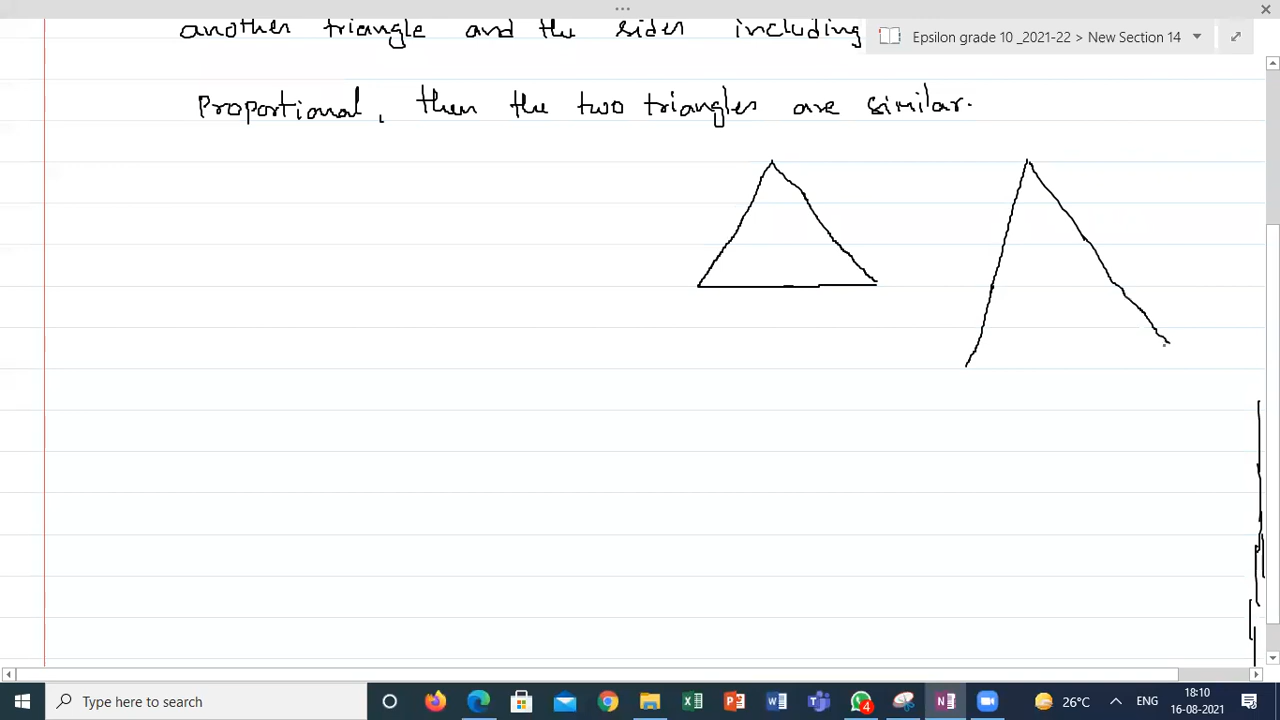 another triangle and the sides including
Epsilon grade 10 _2021-22 > New Section 14
Proportional, then the two triangles are similar.
Type here to search
4
26°C
ENG
18:10
16-08-2021